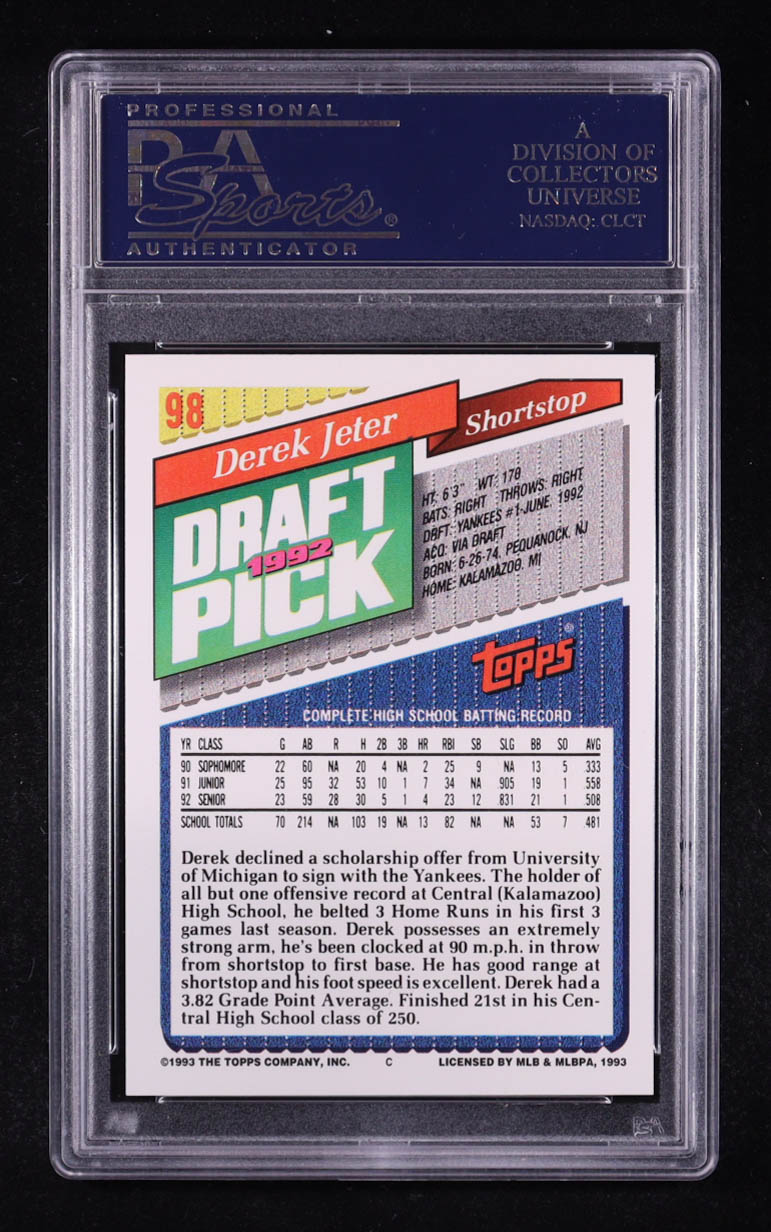 PROFESSIONAL
PSA
Sports®
AUTHENTICATOR
A
DIVISION OF
COLLECTORS
UNIVERSE
NASDAQ: CLCT
98
Derek Jeter
Shortstop
DRAFT
1992
PICK
HT: 6'3" WT: 170
BATS: RIGHT THROWS: RIGHT
DRFT: YANKEES #1-JUNE, 1992
ACQ: VIA DRAFT
BORN: 6-26-74, PEQUANOCK, NJ
HOME: KALAMAZOO, MI
topps®
COMPLETE HIGH SCHOOL BATTING RECORD
YR CLASS G AB R H 2B 3B HR RBI SB SLG BB SO AVG
90 SOPHOMORE 22 60 NA 20 4 NA 2 25 9 NA 13 5 .333
91 JUNIOR 25 95 32 53 10 1 7 34 NA .905 19 1 .558
92 SENIOR 23 59 28 30 5 1 4 23 12 .831 21 1 .508
SCHOOL TOTALS 70 214 NA 103 19 NA 13 82 NA NA 53 7 .481
Derek declined a scholarship offer from University
of Michigan to sign with the Yankees. The holder of
all but one offensive record at Central (Kalamazoo)
High School, he belted 3 Home Runs in his first 3
games last season. Derek possesses an extremely
strong arm, he's been clocked at 90 m.p.h. in throw
from shortstop to first base. He has good range at
shortstop and his foot speed is excellent. Derek had a
3.82 Grade Point Average. Finished 21st in his Cen-
tral High School class of 250.
©1993 THE TOPPS COMPANY, INC. C LICENSED BY MLB & MLBPA, 1993
PSA